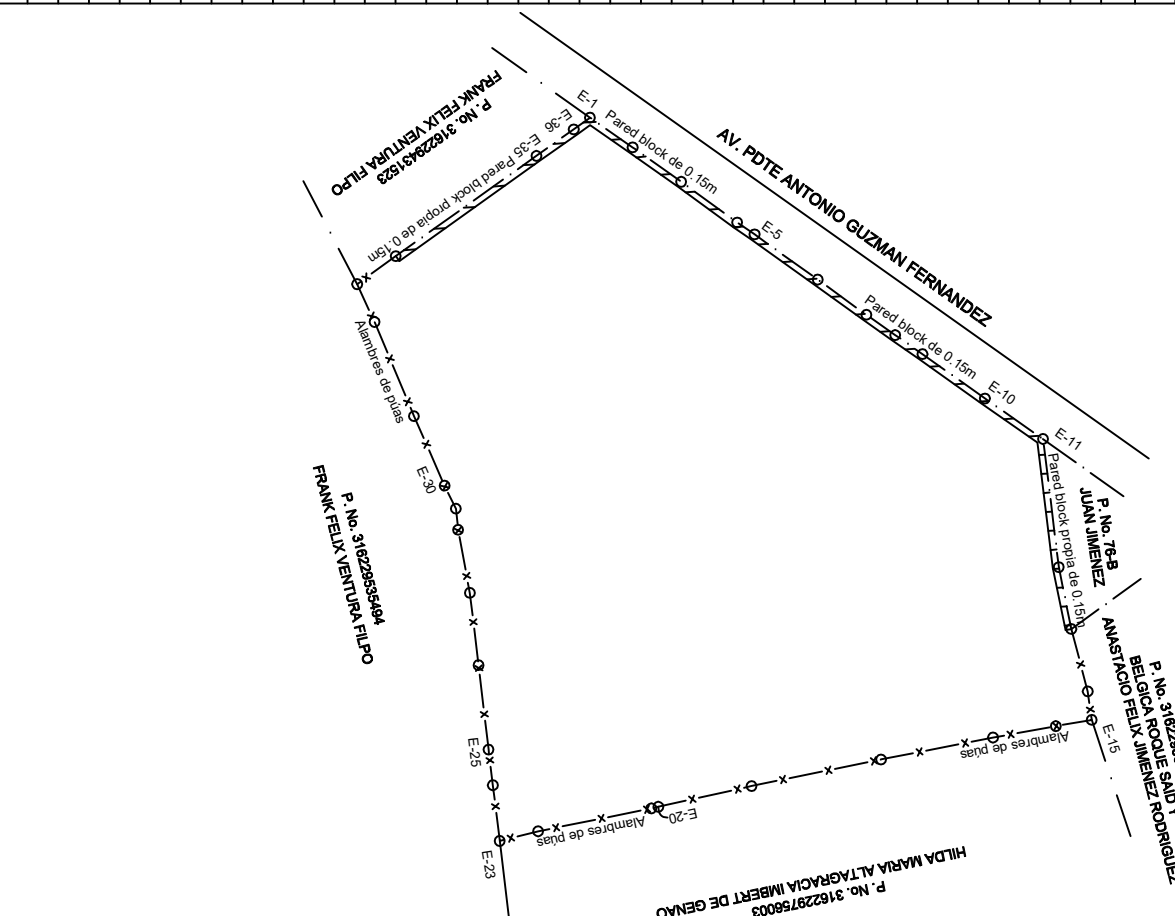 P. No. 316229431523
FRANK FELIX VENTURA FILPO
E-1
E-36
E-35
Pared block propia de 0.15m
Pared block de 0.15m
AV. PDTE ANTONIO GUZMAN FERNANDEZ
E-5
Pared block de 0.15m
E-10
E-11
Alambres de púas
E-30
P. No. 316229535494
FRANK FELIX VENTURA FILPO
Pared block propia de 0.15m
P. No. 76-B
JUAN JIMENEZ
BELGICA ROQUE SAID Y
ANASTACIO FELIX JIMENEZ RODRIGUEZ
E-15
Alambres de púas
E-25
E-20
Alambres de púas
E-23
P. No. 316229756003
HILDA MARIA ALTAGRACIA IMBERT DE GENAO